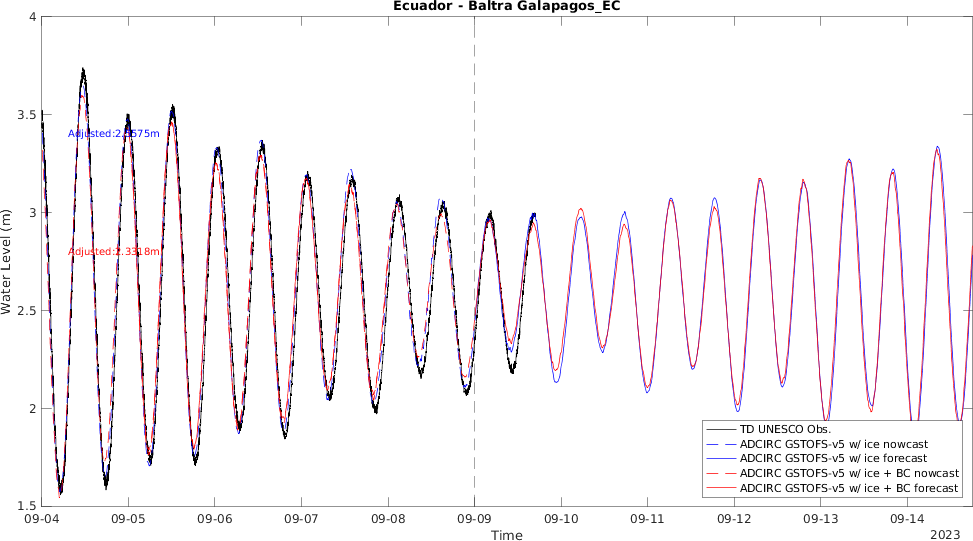 Ecuador - Baltra Galapagos_EC
4
3.5
3
2.5
2
1.5
Water Level (m)
Adjusted:2.5575m
Adjusted:2.3318m
TD UNESCO Obs.
ADCIRC GSTOFS-v5 w/ ice nowcast
ADCIRC GSTOFS-v5 w/ ice forecast
ADCIRC GSTOFS-v5 w/ ice + BC nowcast
ADCIRC GSTOFS-v5 w/ ice + BC forecast
09-04 09-05 09-06 09-07 09-08 09-09 09-10 09-11 09-12 09-13 09-14
Time
2023